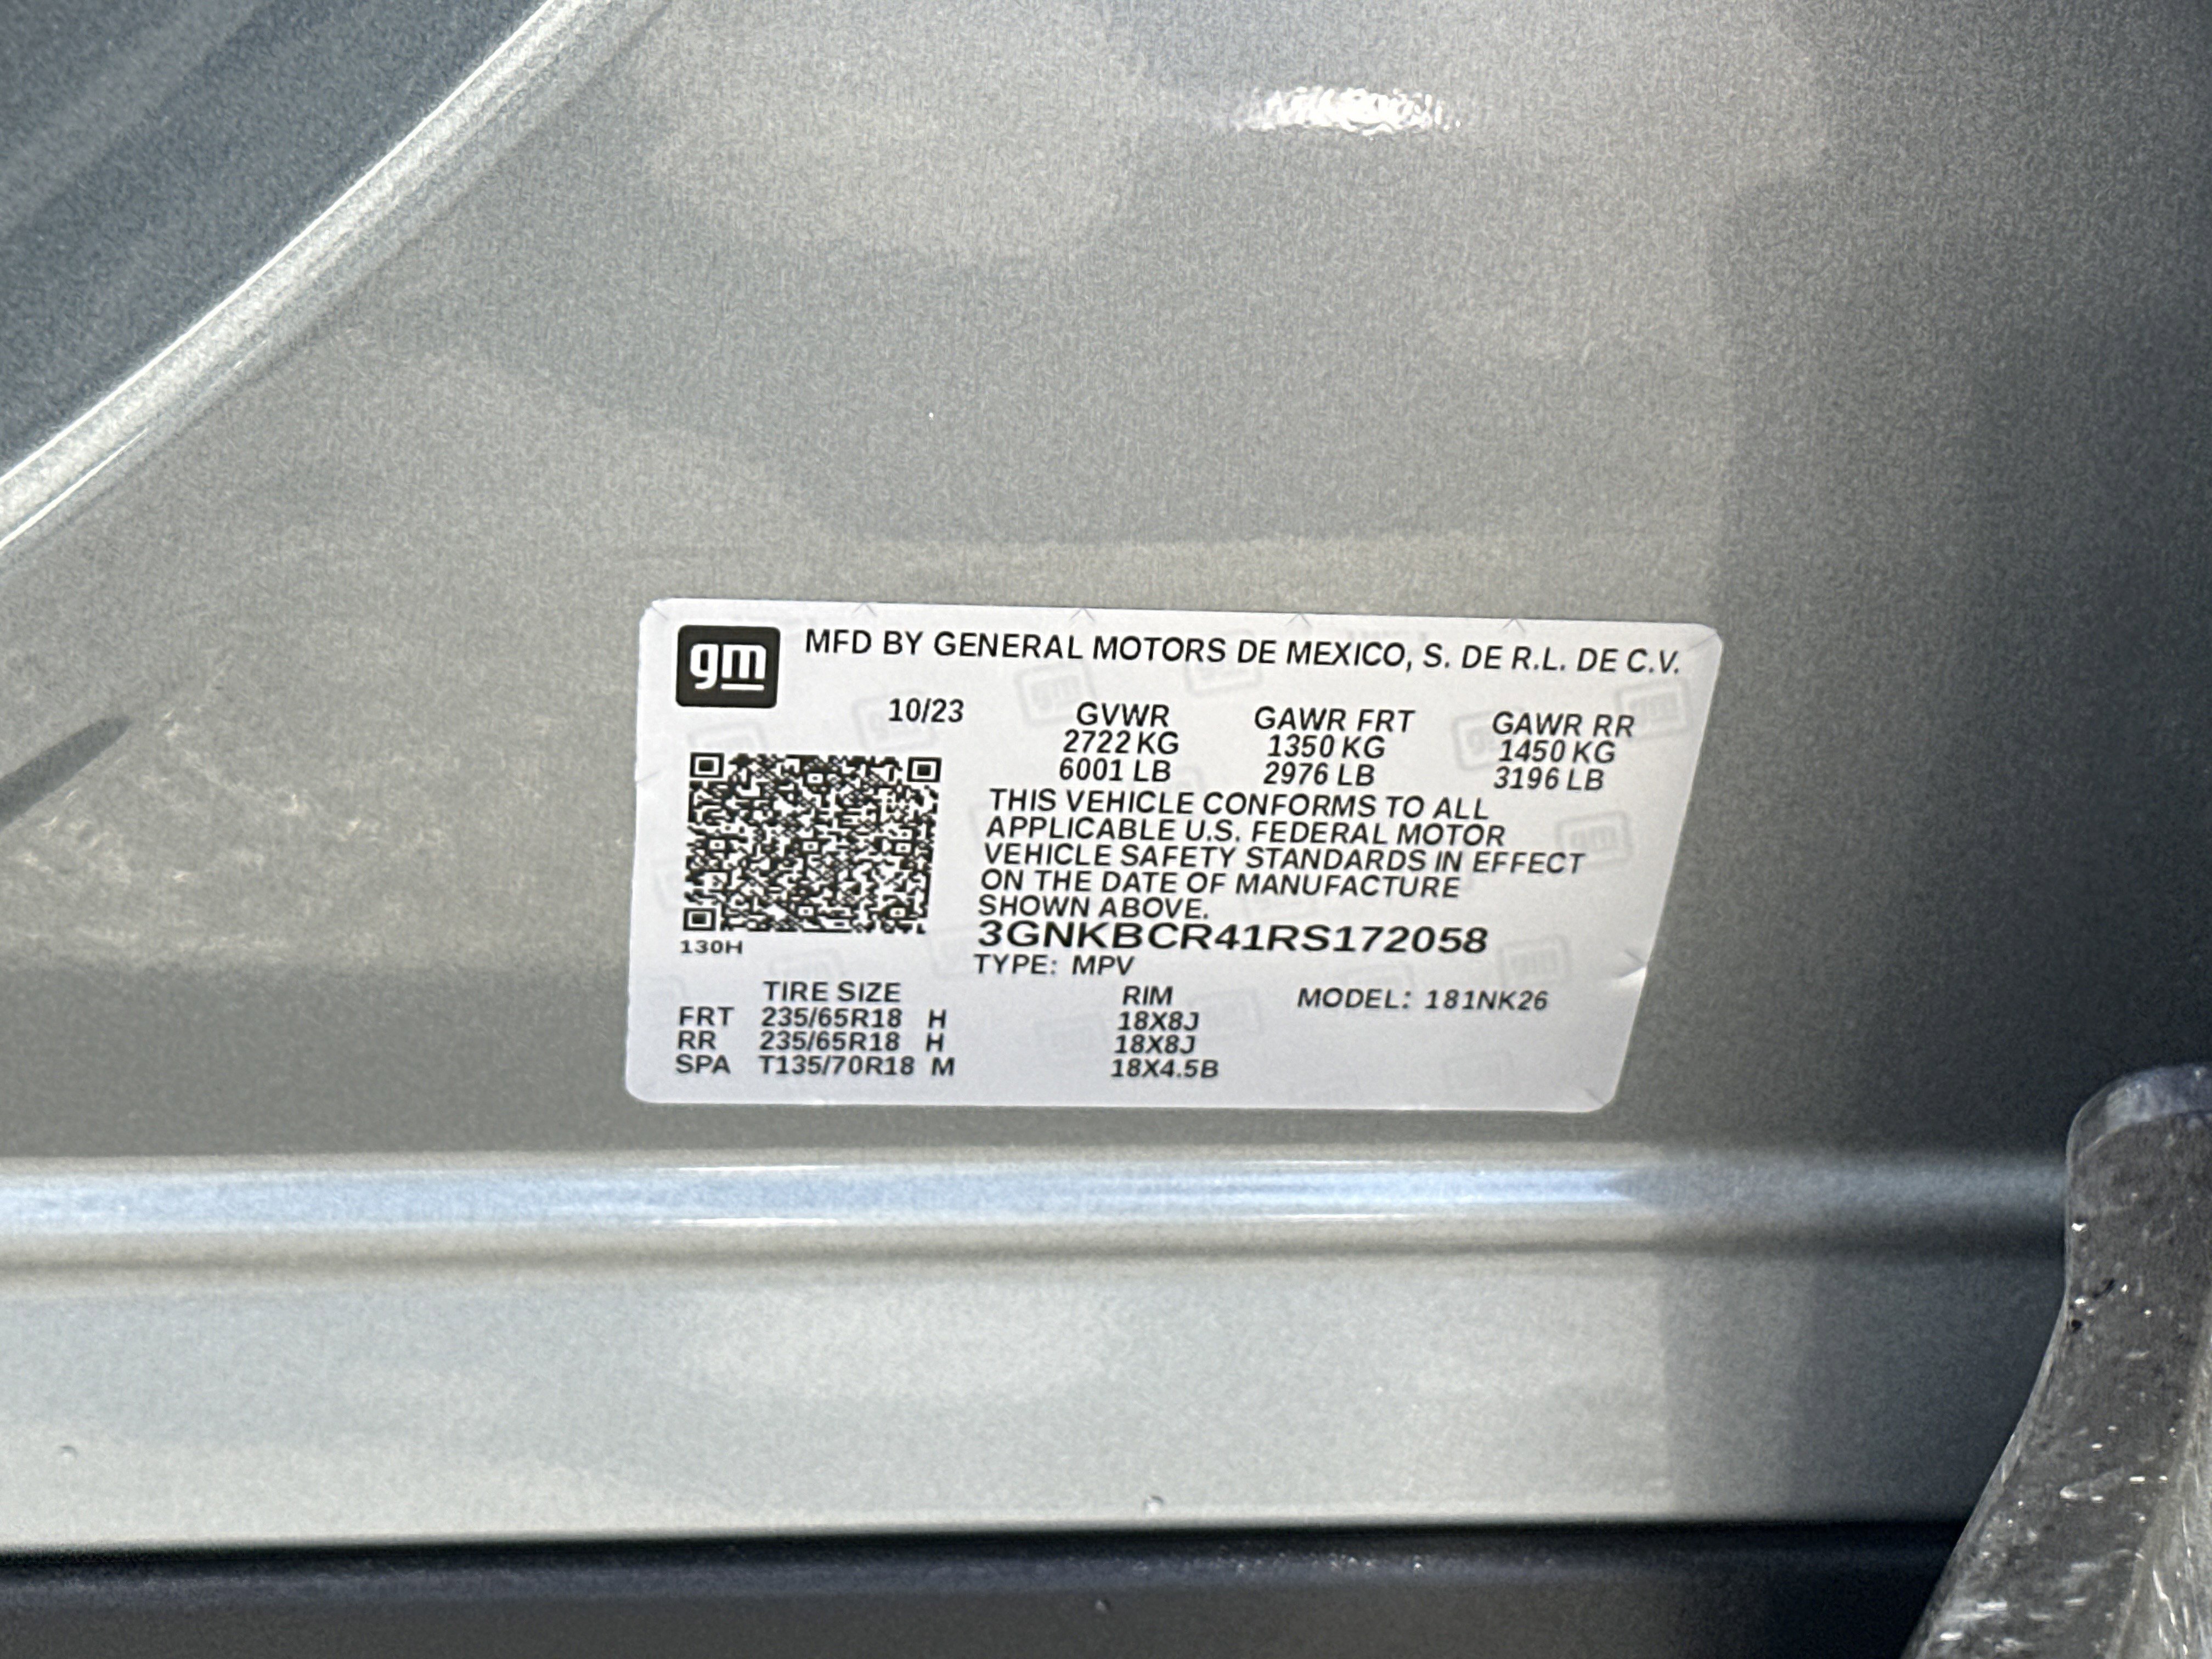 gm MFD BY GENERAL MOTORS DE MEXICO, S. DE R.L. DE C.V.
10/23 GVWR GAWR FRT GAWR RR
2722 KG 1350 KG 1450 KG
6001 LB 2976 LB 3196 LB
THIS VEHICLE CONFORMS TO ALL
APPLICABLE U.S. FEDERAL MOTOR
VEHICLE SAFETY STANDARDS IN EFFECT
ON THE DATE OF MANUFACTURE
SHOWN ABOVE.
3GNKBCR41RS172058
130H
TYPE: MPV
TIRE SIZE RIM MODEL: 181NK26
FRT 235/65R18 H 18X8J
RR 235/65R18 H 18X8J
SPA T135/70R18 M 18X4.5B